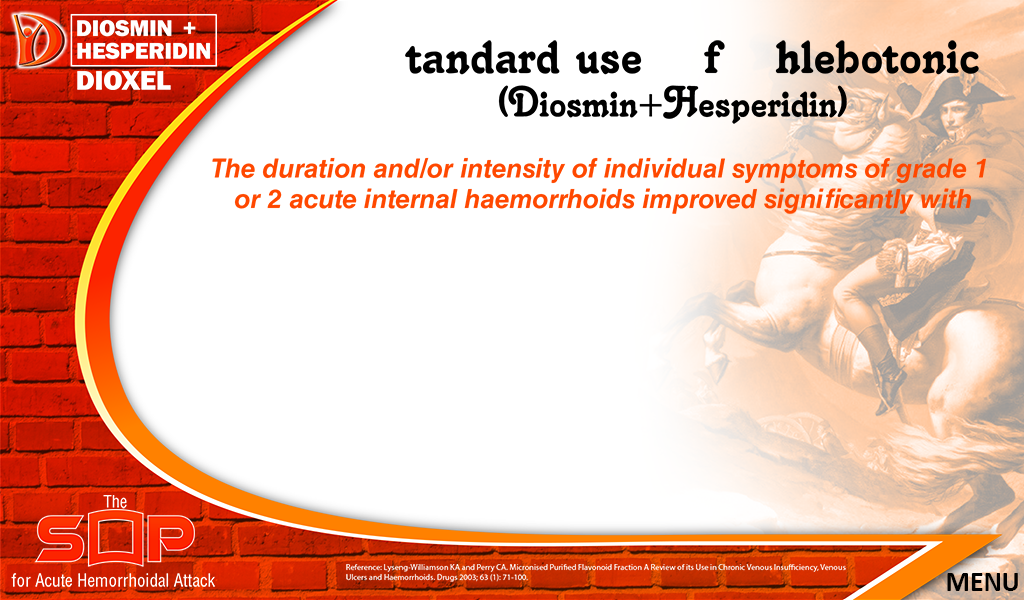 DIOSMIN +
HESPERIDIN
DIOXEL
tandard use f hlebotonic
(Diosmin+Hesperidin)
The duration and/or intensity of individual symptoms of grade 1
or 2 acute internal haemorrhoids improved significantly with
The
SOP
for Acute Hemorrhoidal Attack
Reference: Lyseng-Williamson KA and Perry CA. Micronised Purified Flavonoid Fraction A Review of its Use in Chronic Venous Insufficiency, Venous
Ulcers and Haemorrhoids. Drugs 2003; 63 (1): 71-100.
MENU